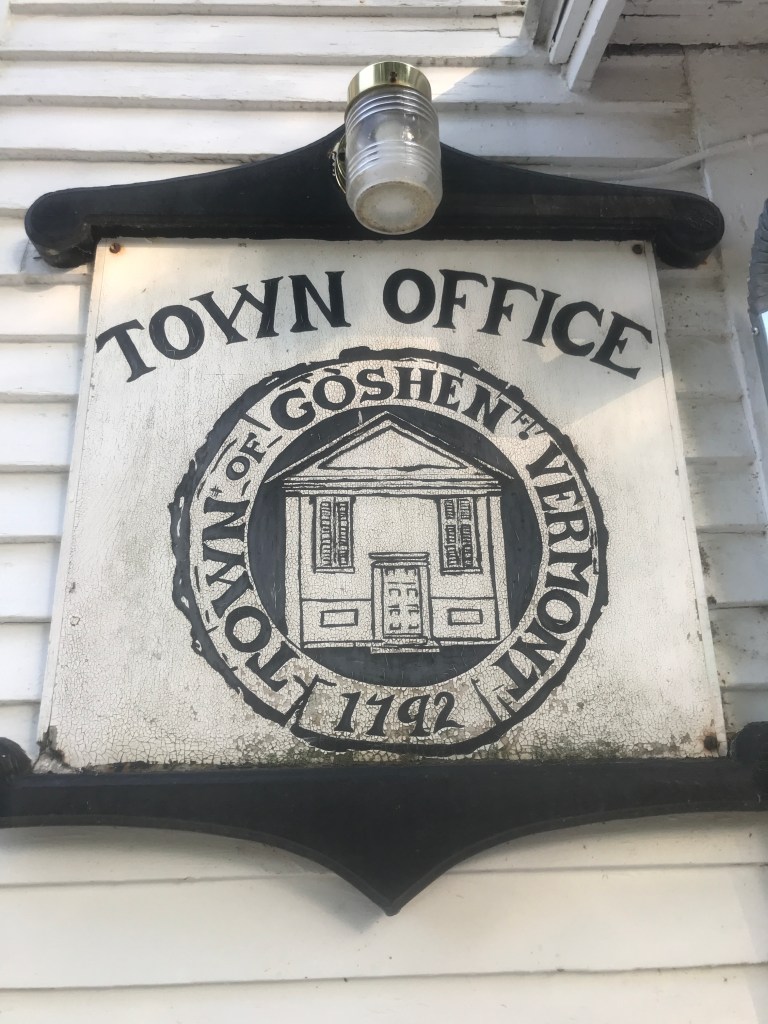 TOWN OFFICE
TOWN OF GOSHEN VERMONT
1792